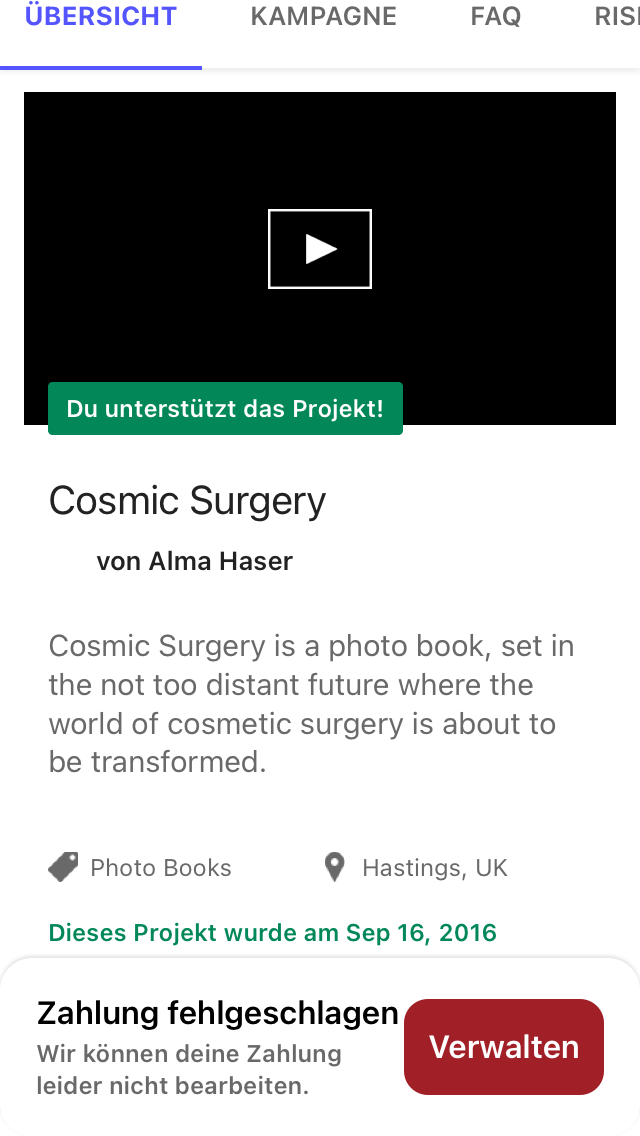 ÜBERSICHT KAMPAGNE FAQ
Du unterstützt das Projekt!
Cosmic Surgery
von Alma Haser
Cosmic Surgery is a photo book, set in
the not too distant future where the
world of cosmetic surgery is about to
be transformed.
Photo Books Hastings, UK
Dieses Projekt wurde am Sep 16, 2016
Zahlung fehlgeschlagen
Wir können deine Zahlung
leider nicht bearbeiten.
Verwalten